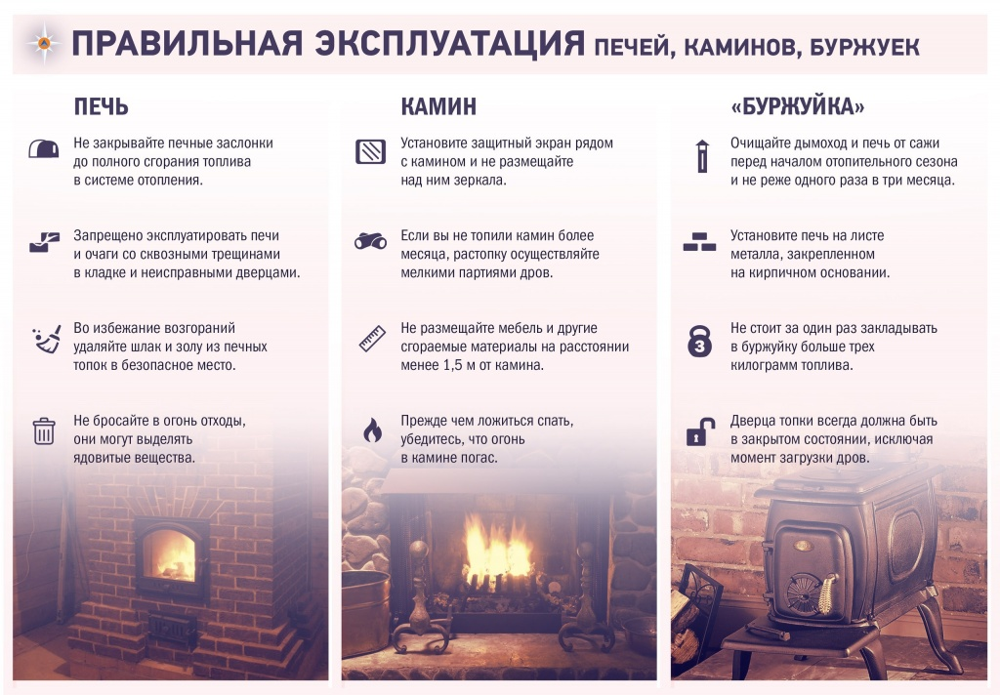 ПРАВИЛЬНАЯ ЭКСПЛУАТАЦИЯ ПЕЧЕЙ, КАМИНОВ, БУРЖУЕК
ПЕЧЬ
Не закрывайте печные заслонки
до полного сгорания топлива
в системе отопления.
Запрещено эксплуатировать печи
и очаги со сквозными трещинами
в кладке и неисправными дверцами.
Во избежание возгораний
удаляйте шлак и золу из печных
топок в безопасное место.
Не бросайте в огонь отходы,
они могут выделять
ядовитые вещества.
КАМИН
Установите защитный экран рядом
с камином и не размещайте
над ним зеркала.
Если вы не топили камин более
месяца, растопку осуществляйте
мелкими партиями дров.
Не размещайте мебель и другие
сгораемые материалы на расстоянии
менее 1,5 м от камина.
Прежде чем ложиться спать,
убедитесь, что огонь
в камине погас.
«БУРЖУЙКА»
Очищайте дымоход и печь от сажи
перед началом отопительного сезона
и не реже одного раза в три месяца.
Установите печь на листе
металла, закрепленном
на кирпичном основании.
3
Не стоит за один раз закладывать
в буржуйку больше трех
килограмм топлива.
Дверца топки всегда должна быть
в закрытом состоянии, исключая
момент загрузки дров.